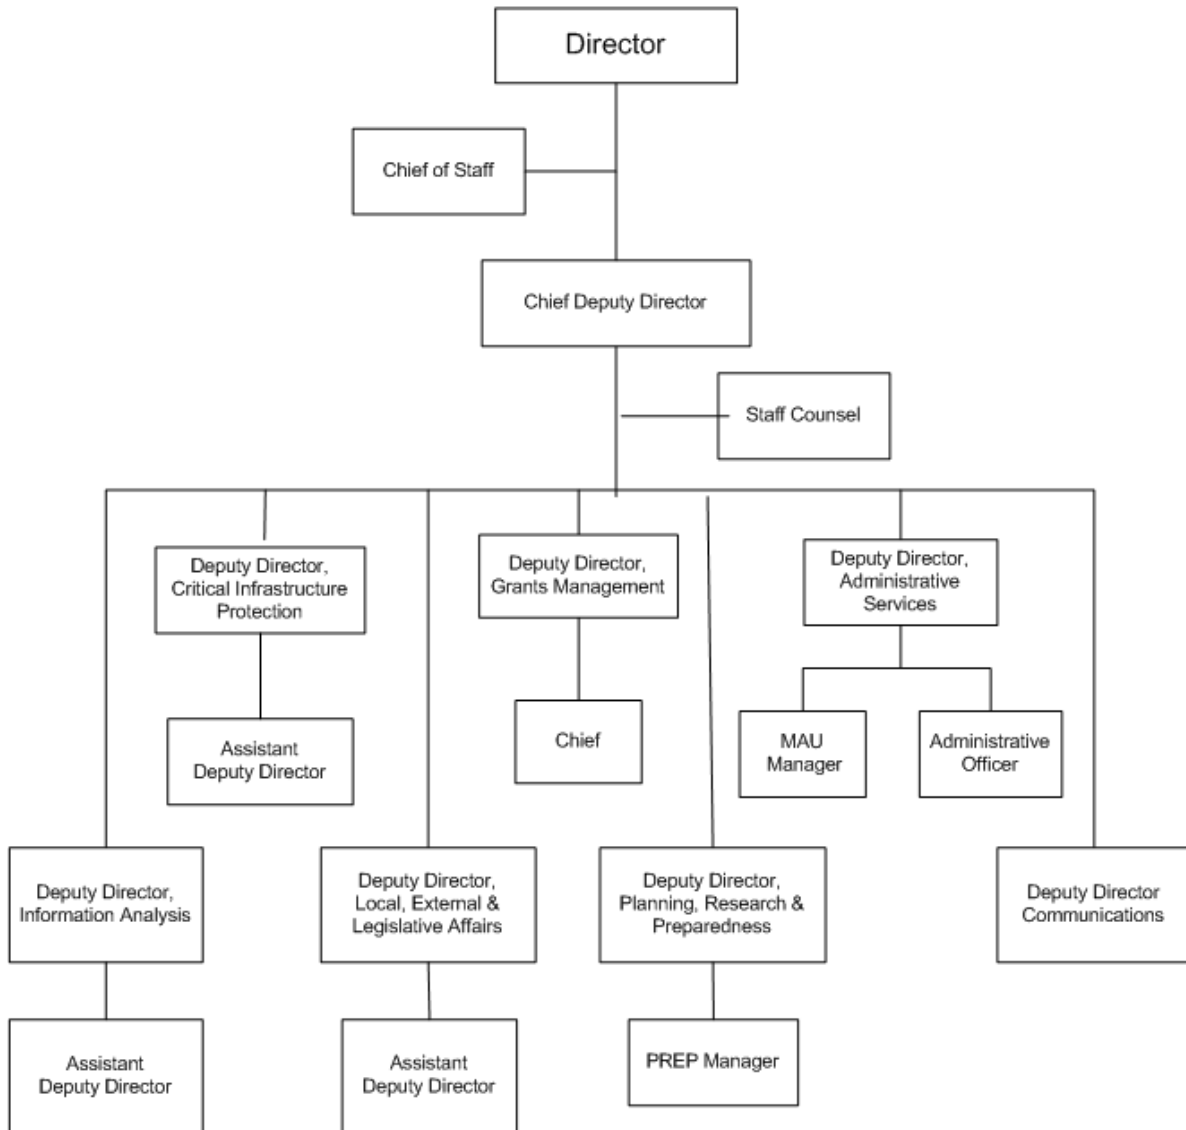 Director
Chief of Staff
Chief Deputy Director
Staff Counsel
Deputy Director,
Critical Infrastructure
Protection
Deputy Director,
Grants Management
Deputy Director,
Administrative
Services
Assistant
Deputy Director
Chief
MAU
Manager
Administrative
Officer
Deputy Director,
Information Analysis
Deputy Director,
Local, External &
Legislative Affairs
Deputy Director,
Planning, Research &
Preparedness
Deputy Director
Communications
Assistant
Deputy Director
Assistant
Deputy Director
PREP Manager